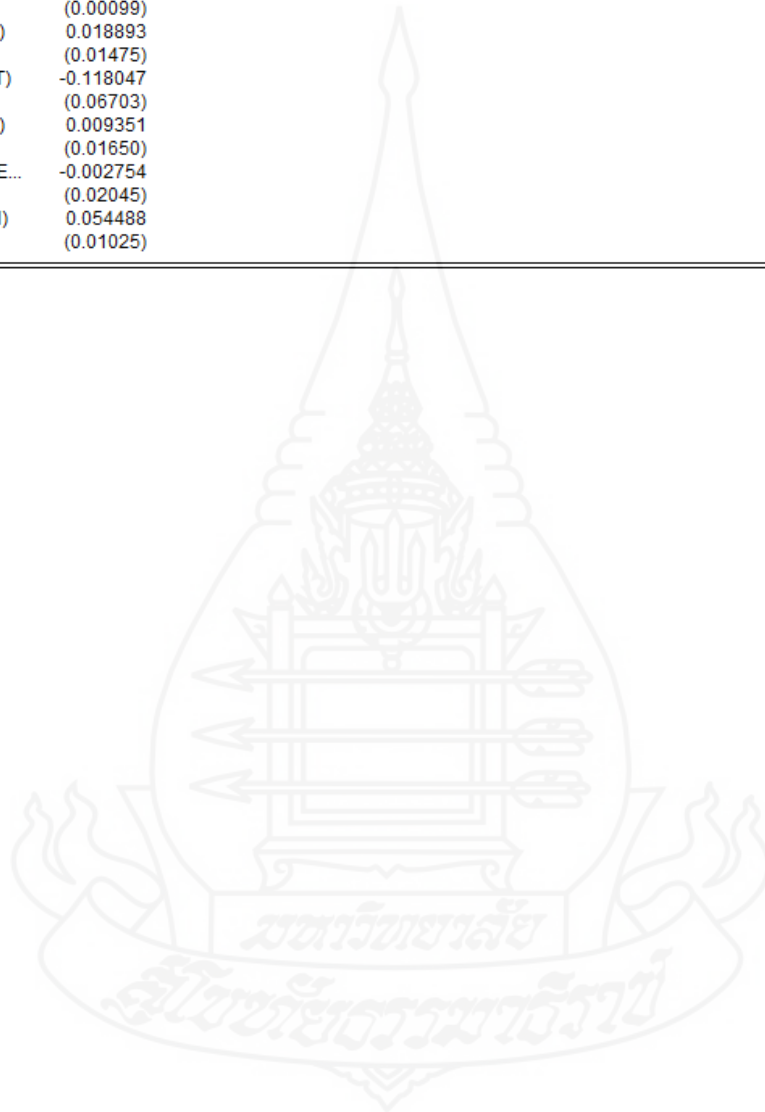 (0.00099)
) 0.018893
(0.01475)
T) -0.118047
(0.06703)
) 0.009351
(0.01650)
E... -0.002754
(0.02045)
I) 0.054488
(0.01025)
มหาวิทยาลัย
สุโขทัยธรรมาธิราช